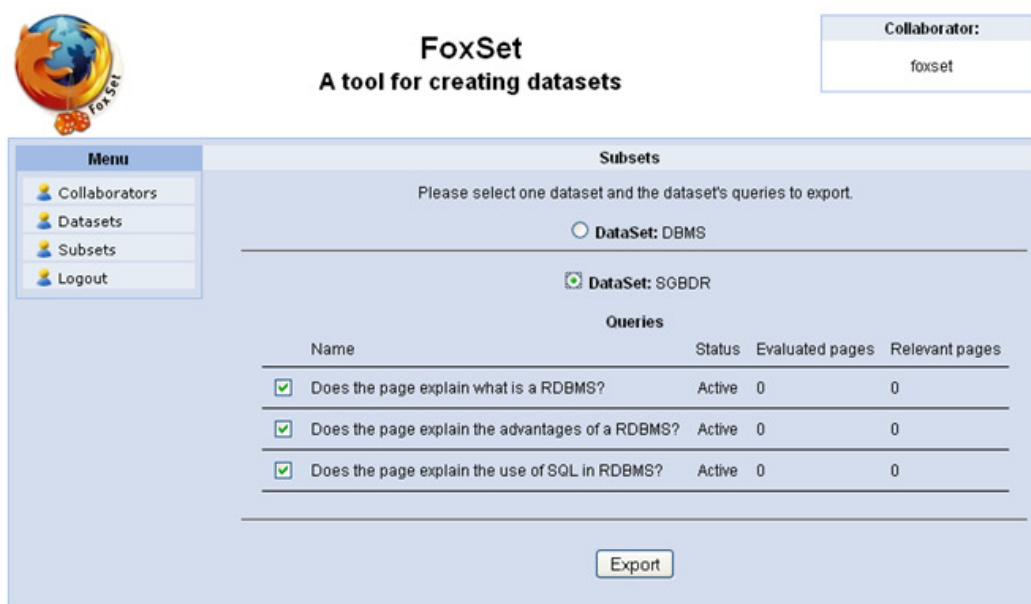 FoxSet
FoxSet
A tool for creating datasets
Collaborator:
foxset
Menu
Collaborators
Datasets
Subsets
Logout
Subsets
Please select one dataset and the dataset's queries to export.
DataSet: DBMS
DataSet: SGBDR
Queries
Name Status Evaluated pages Relevant pages
Does the page explain what is a RDBMS? Active 0 0
Does the page explain the advantages of a RDBMS? Active 0 0
Does the page explain the use of SQL in RDBMS? Active 0 0
Export